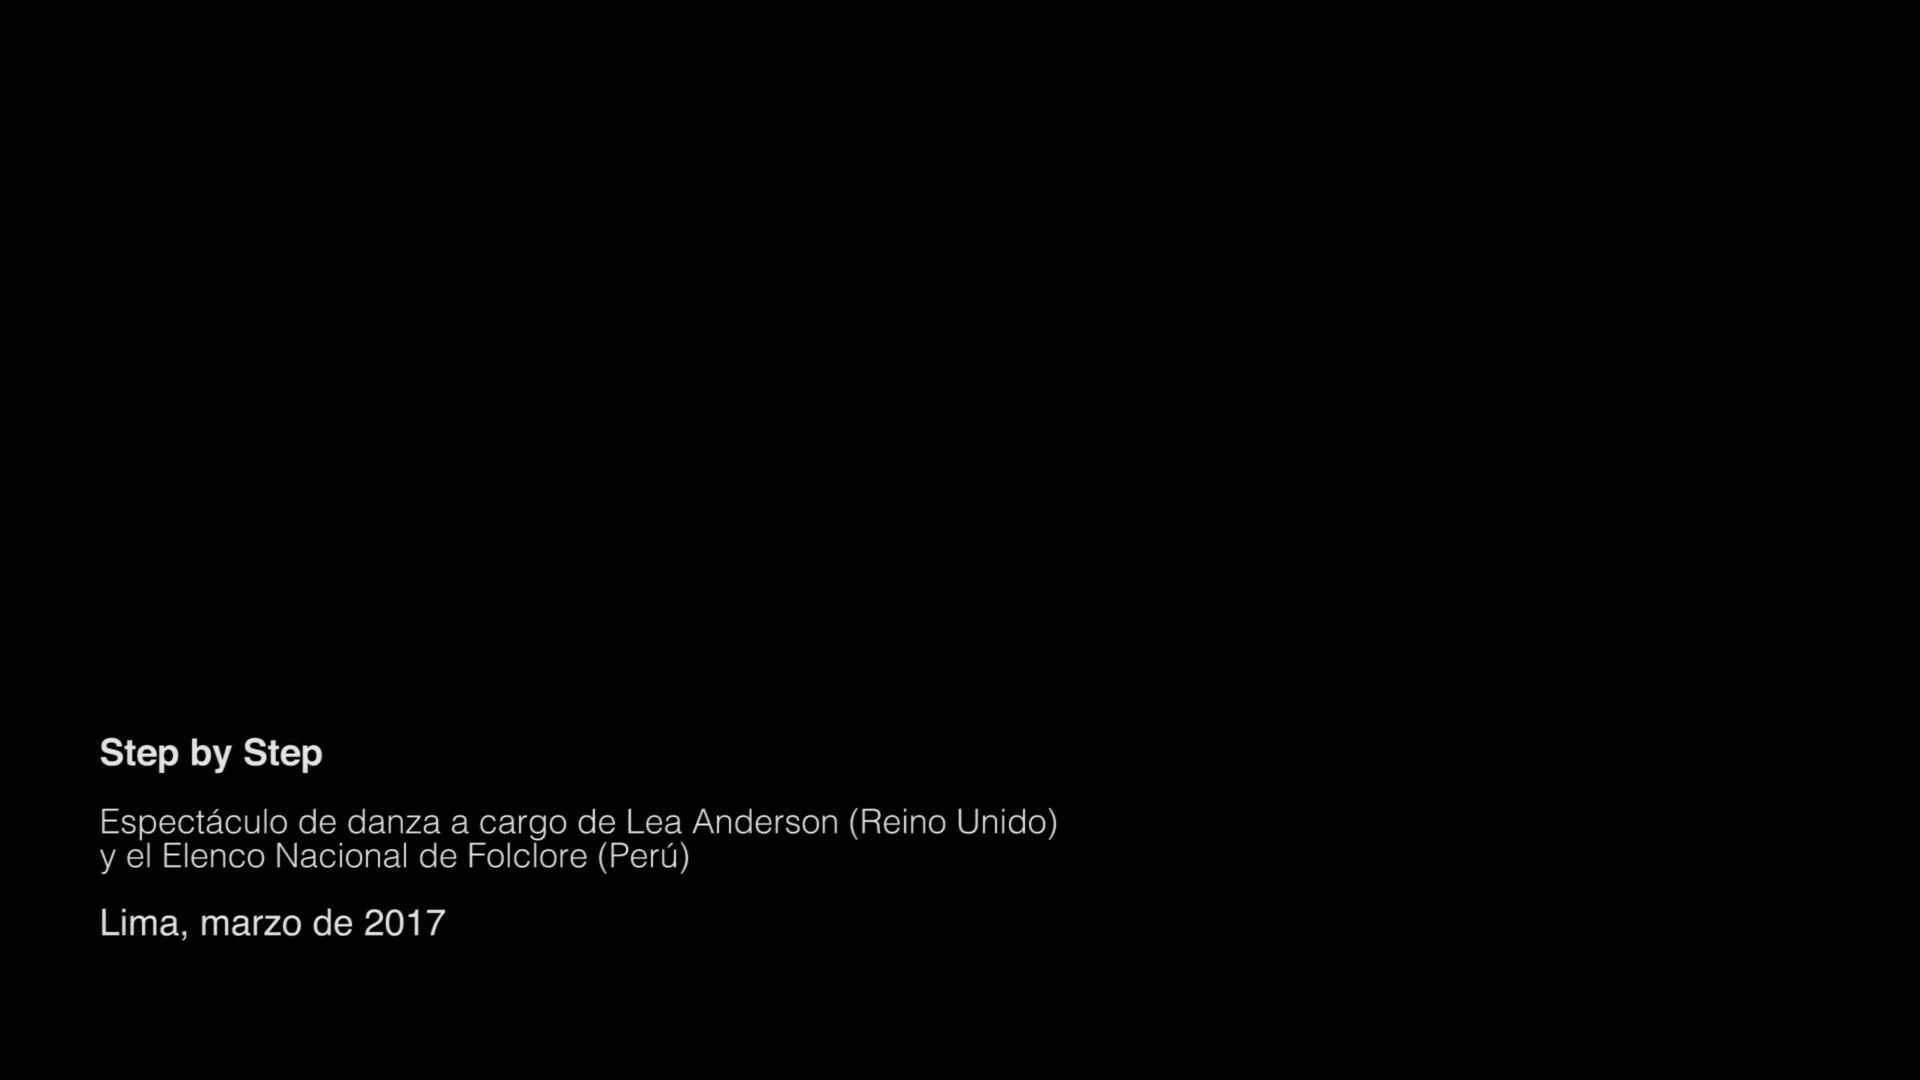 Step by Step
Espectáculo de danza a cargo de Lea Anderson (Reino Unido)
y el Elenco Nacional de Folclore (Perú)
Lima, marzo de 2017